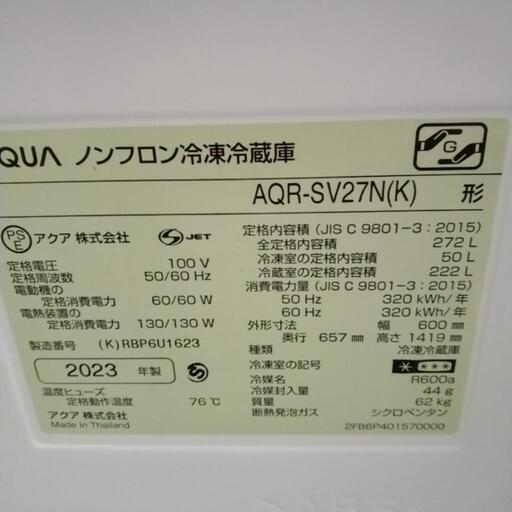 QUA ノンフロン冷凍冷蔵庫
G
AQR-SV27N(K) 形
PSE アクア 株式会社 JET
定格電圧 100 V
定格周波数 50/60 Hz
電動機の
定格消費電力 60/60 W
電熱装置の
定格消費電力 130/130 W
製造番号 (K)RBP6U1623
2023 年製
温度ヒューズ
定格動作温度 76℃
アクア 株式会社
Made in Thailand
定格内容積 (JIS C 9801-3:2015)
全定格内容積 272 L
冷凍室の定格内容積 50 L
冷蔵室の定格内容積 222 L
消費電力量 (JIS C 9801-3:2015)
50 Hz 320 kWh/年
60 Hz 320 kWh/年
外形寸法 幅 600 ㎜
奥行 657 ㎜ 高さ 1419 ㎜
種類 冷凍冷蔵庫
冷凍室の記号
冷媒名 R600a
冷媒封入量 44 g
質量 62 kg
断熱発泡ガス シクロペンタン
2FB6P401570000